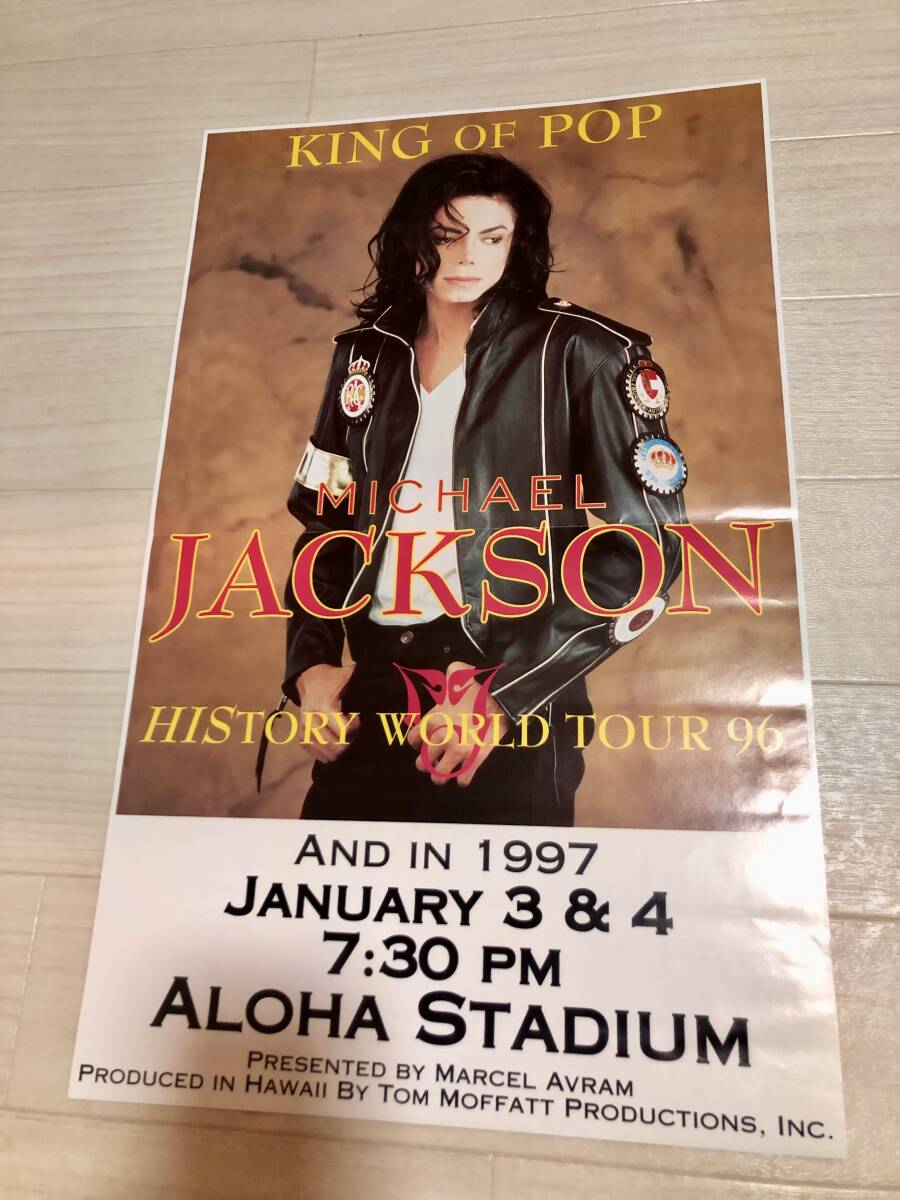 KING OF POP
MICHAEL
JACKSON
HISTORY WORLD TOUR 96
AND IN 1997
JANUARY 3 & 4
7:30 PM
ALOHA STADIUM
PRESENTED BY MARCEL AVRAM
PRODUCED IN HAWAII BY TOM MOFFATT PRODUCTIONS, INC.